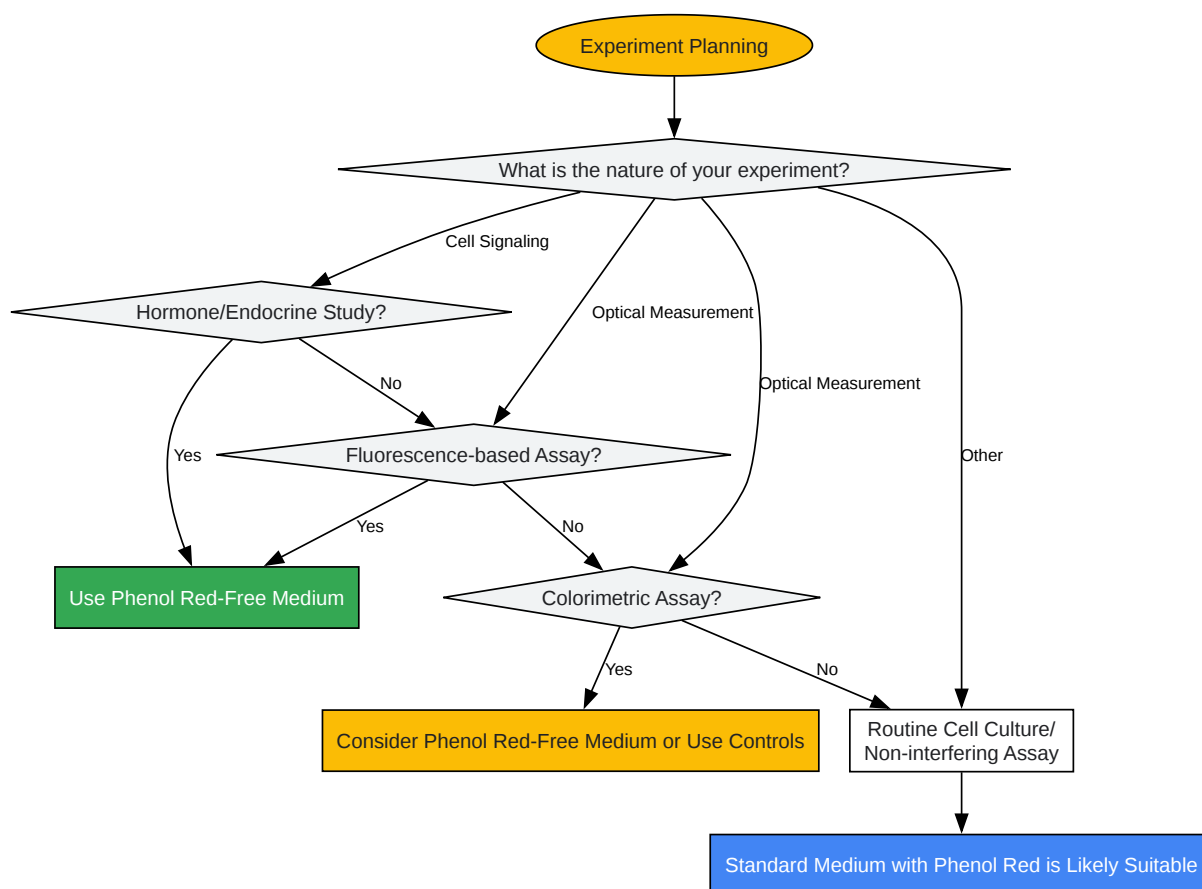 Experiment Planning
What is the nature of your experiment?
Cell Signaling
Hormone/Endocrine Study?
Optical Measurement
No
Optical Measurement
Yes
Fluorescence-based Assay?
Other
Yes
No
Use Phenol Red-Free Medium
Colorimetric Assay?
Yes
No
Consider Phenol Red-Free Medium or Use Controls
Routine Cell Culture/
Non-interfering Assay
Standard Medium with Phenol Red is Likely Suitable